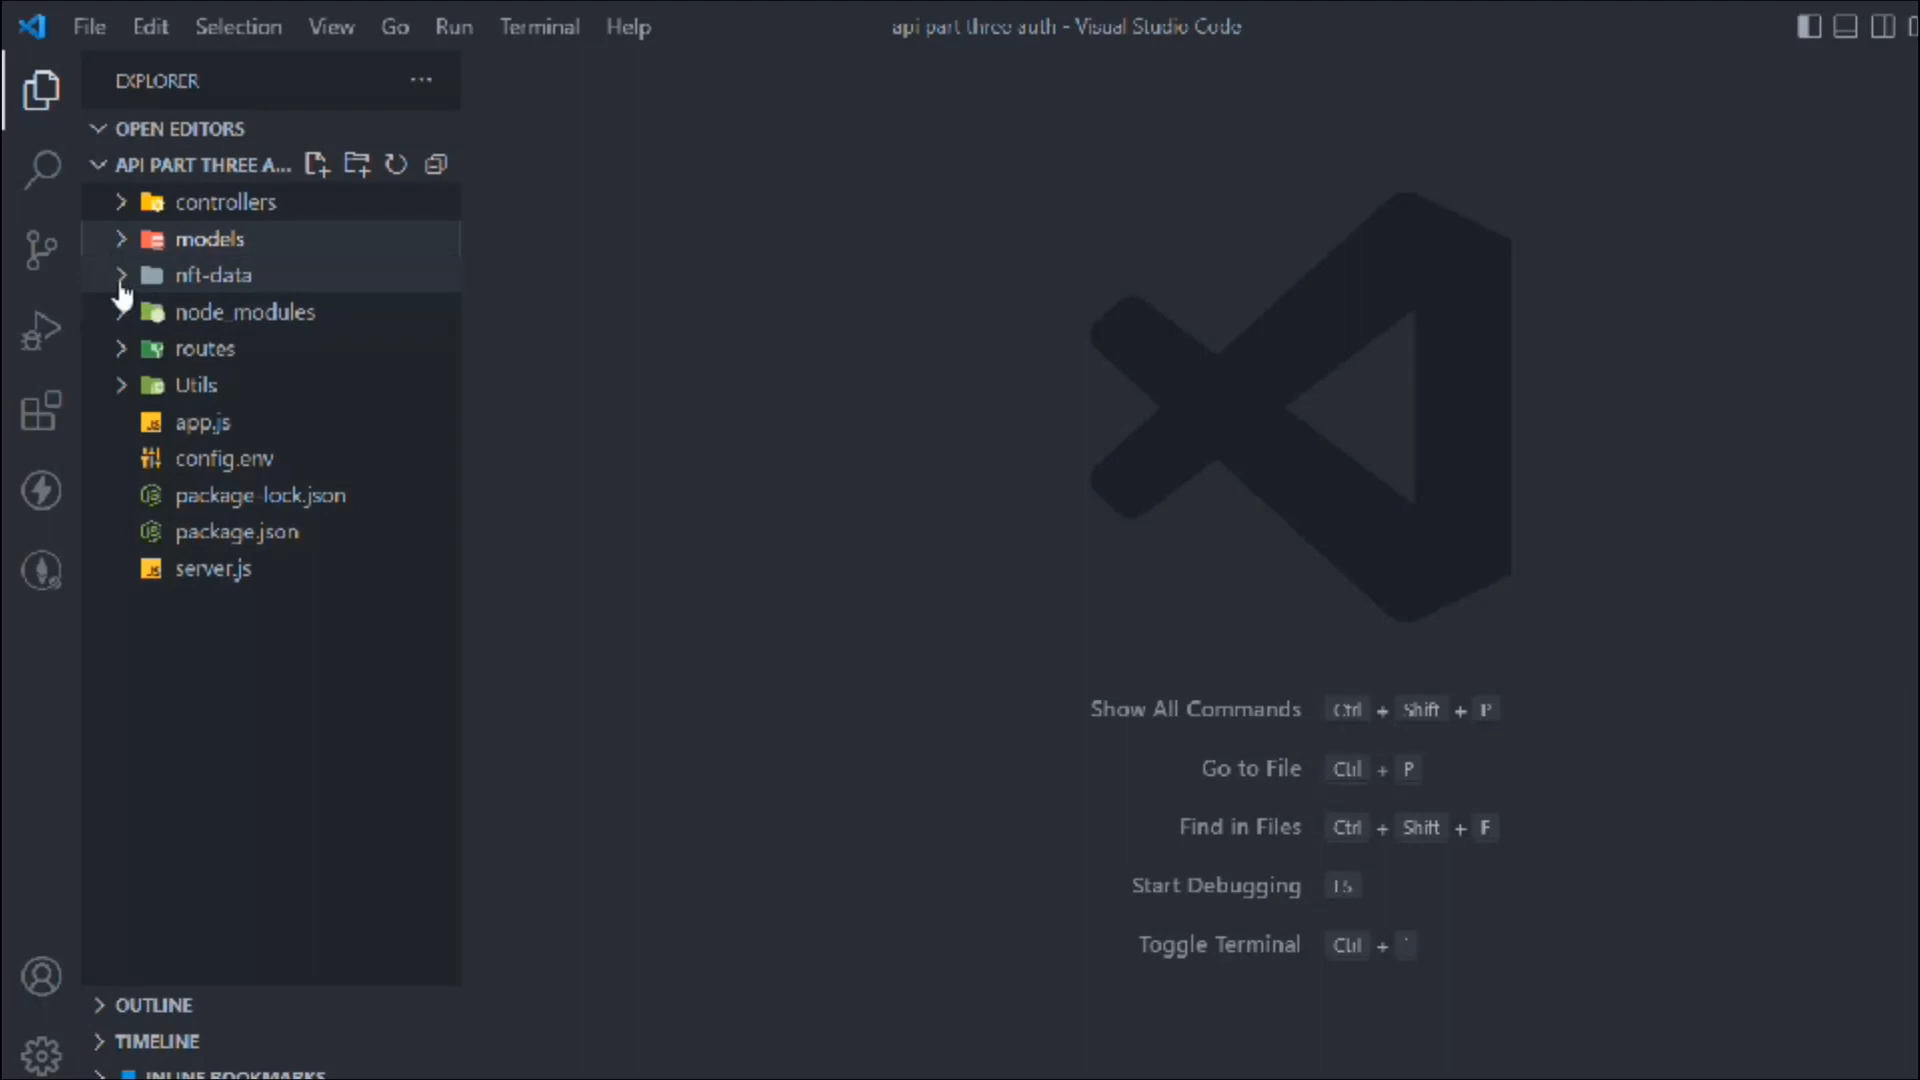 File Edit Selection View Go Run Terminal Help
api part three auth - Visual Studio Code
EXPLORER ...
OPEN EDITORS
API PART THREE A...
controllers
models
nft-data
node_modules
routes
Utils
app.js
config.env
package-lock.json
package.json
server.js
OUTLINE
TIMELINE
INLINE BOOKMARKS
Show All Commands Ctrl + Shift + P
Go to File Ctrl + P
Find in Files Ctrl + Shift + F
Start Debugging F5
Toggle Terminal Ctrl + `